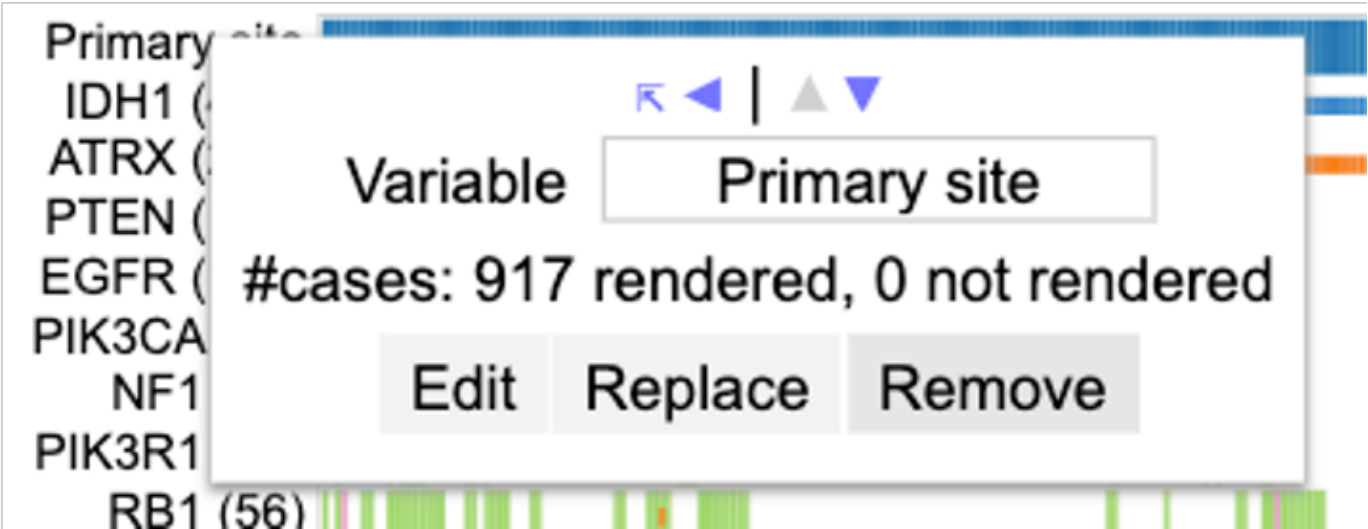 Primary
IDH1 (
ATRX (
PTEN (
EGFR (
PIK3CA
NF1
PIK3R1
RB1 (56)
Variable Primary site
#cases: 917 rendered, 0 not rendered
Edit Replace Remove